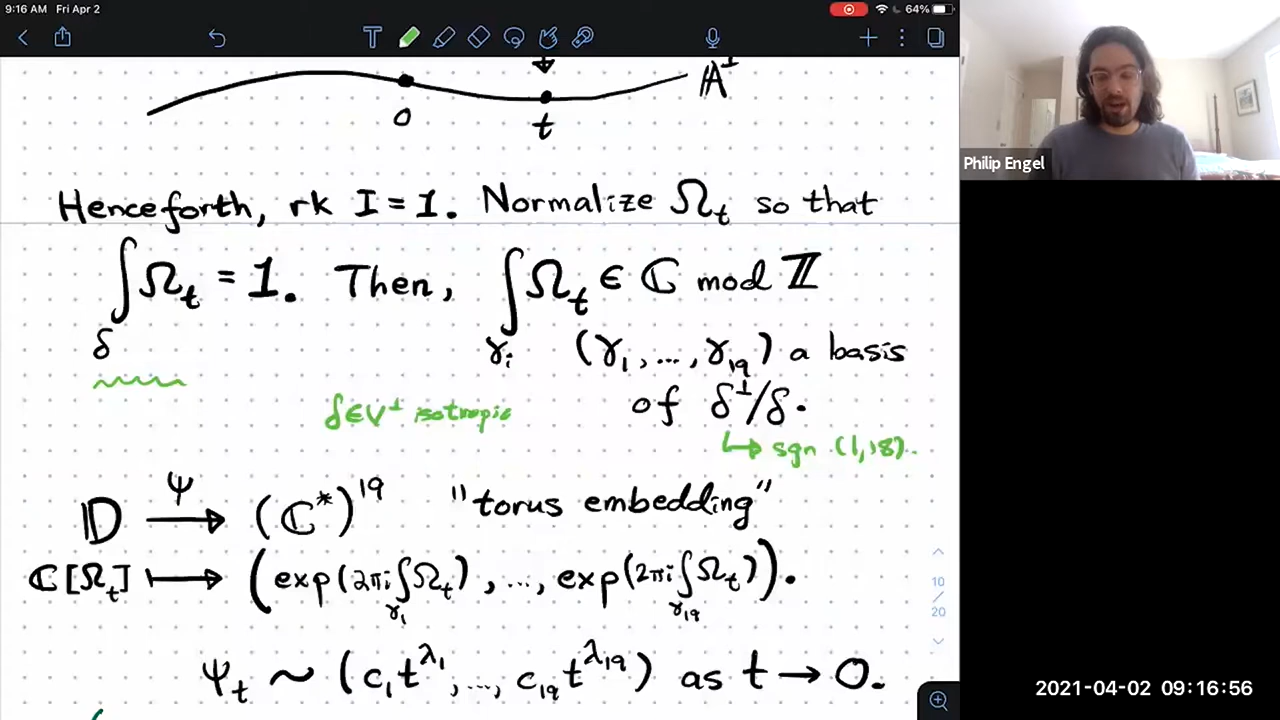 9:16 AM Fri Apr 2
64%
T
𝔸¹
0
t
Henceforth, rk I = 1. Normalize Ω_t so that
∫_δ Ω_t = 1. Then, ∫_γi Ω_t ∈ ℂ mod ℤ
(γ_1, ..., γ_19) a basis
of δ^⊥/δ.
δ ∈ V^⊥ isotropic
↳ sgn (1,18).
𝔻 →^Ψ (ℂ*)^19 "torus embedding"
ℂ[Ω_t] ↦ (exp(2πi∫_γ1 Ω_t), ..., exp(2πi∫_γ19 Ω_t)).
Ψ_t ~ (c_1 t^λ_1, ..., c_19 t^λ_19) as t → 0.
10
/
20
Philip Engel
2021-04-02 09:16:56